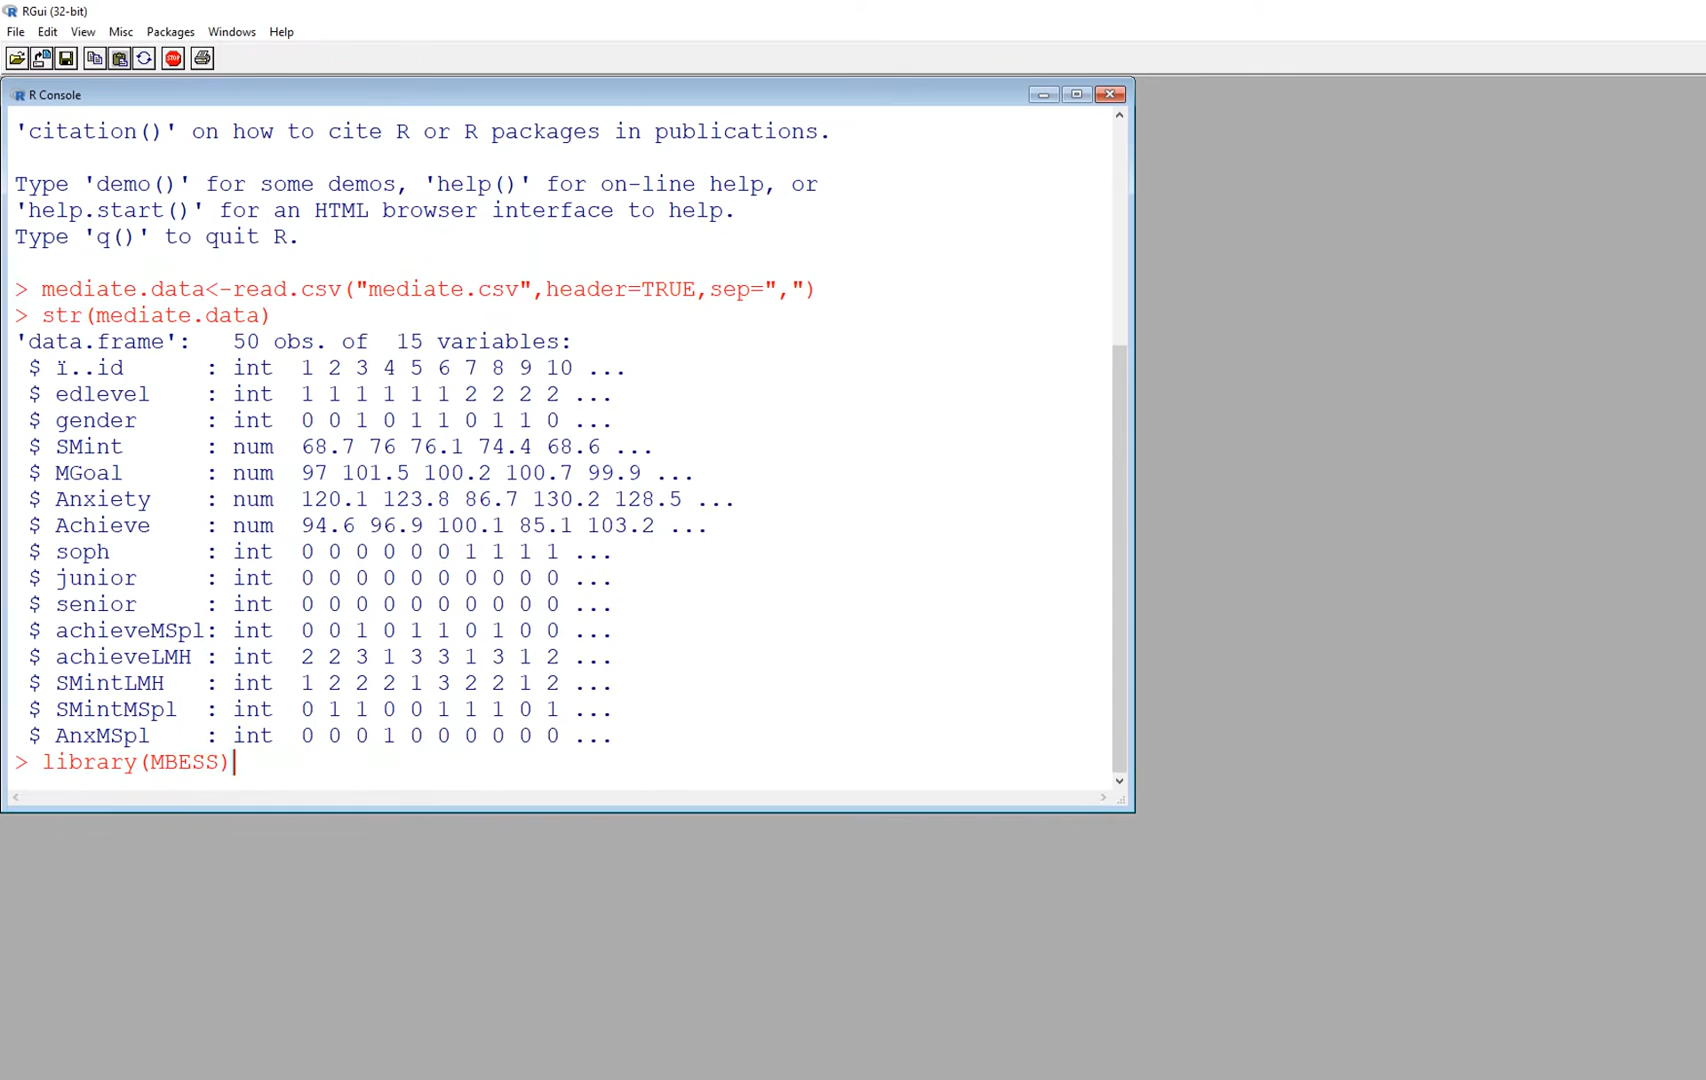 RGui (32-bit)
File Edit View Misc Packages Windows Help
STOP
R Console
'citation()' on how to cite R or R packages in publications.
Type 'demo()' for some demos, 'help()' for on-line help, or
'help.start()' for an HTML browser interface to help.
Type 'q()' to quit R.
> mediate.data<-read.csv("mediate.csv",header=TRUE,sep=",")
> str(mediate.data)
'data.frame':   50 obs. of  15 variables:
 $ ï..id      : int  1 2 3 4 5 6 7 8 9 10 ...
 $ edlevel    : int  1 1 1 1 1 1 2 2 2 2 ...
 $ gender     : int  0 0 1 0 1 1 0 1 1 0 ...
 $ SMint      : num  68.7 76 76.1 74.4 68.6 ...
 $ MGoal      : num  97 101.5 100.2 100.7 99.9 ...
 $ Anxiety    : num  120.1 123.8 86.7 130.2 128.5 ...
 $ Achieve    : num  94.6 96.9 100.1 85.1 103.2 ...
 $ soph       : int  0 0 0 0 0 0 1 1 1 1 ...
 $ junior     : int  0 0 0 0 0 0 0 0 0 0 ...
 $ senior     : int  0 0 0 0 0 0 0 0 0 0 ...
 $ achieveMSpl: int  0 0 1 0 1 1 0 1 0 0 ...
 $ achieveLMH : int  2 2 3 1 3 3 1 3 1 2 ...
 $ SMintLMH   : int  1 2 2 2 1 3 2 2 1 2 ...
 $ SMintMSpl  : int  0 1 1 0 0 1 1 1 0 1 ...
 $ AnxMSpl    : int  0 0 0 1 0 0 0 0 0 0 ...
> library(MBESS)